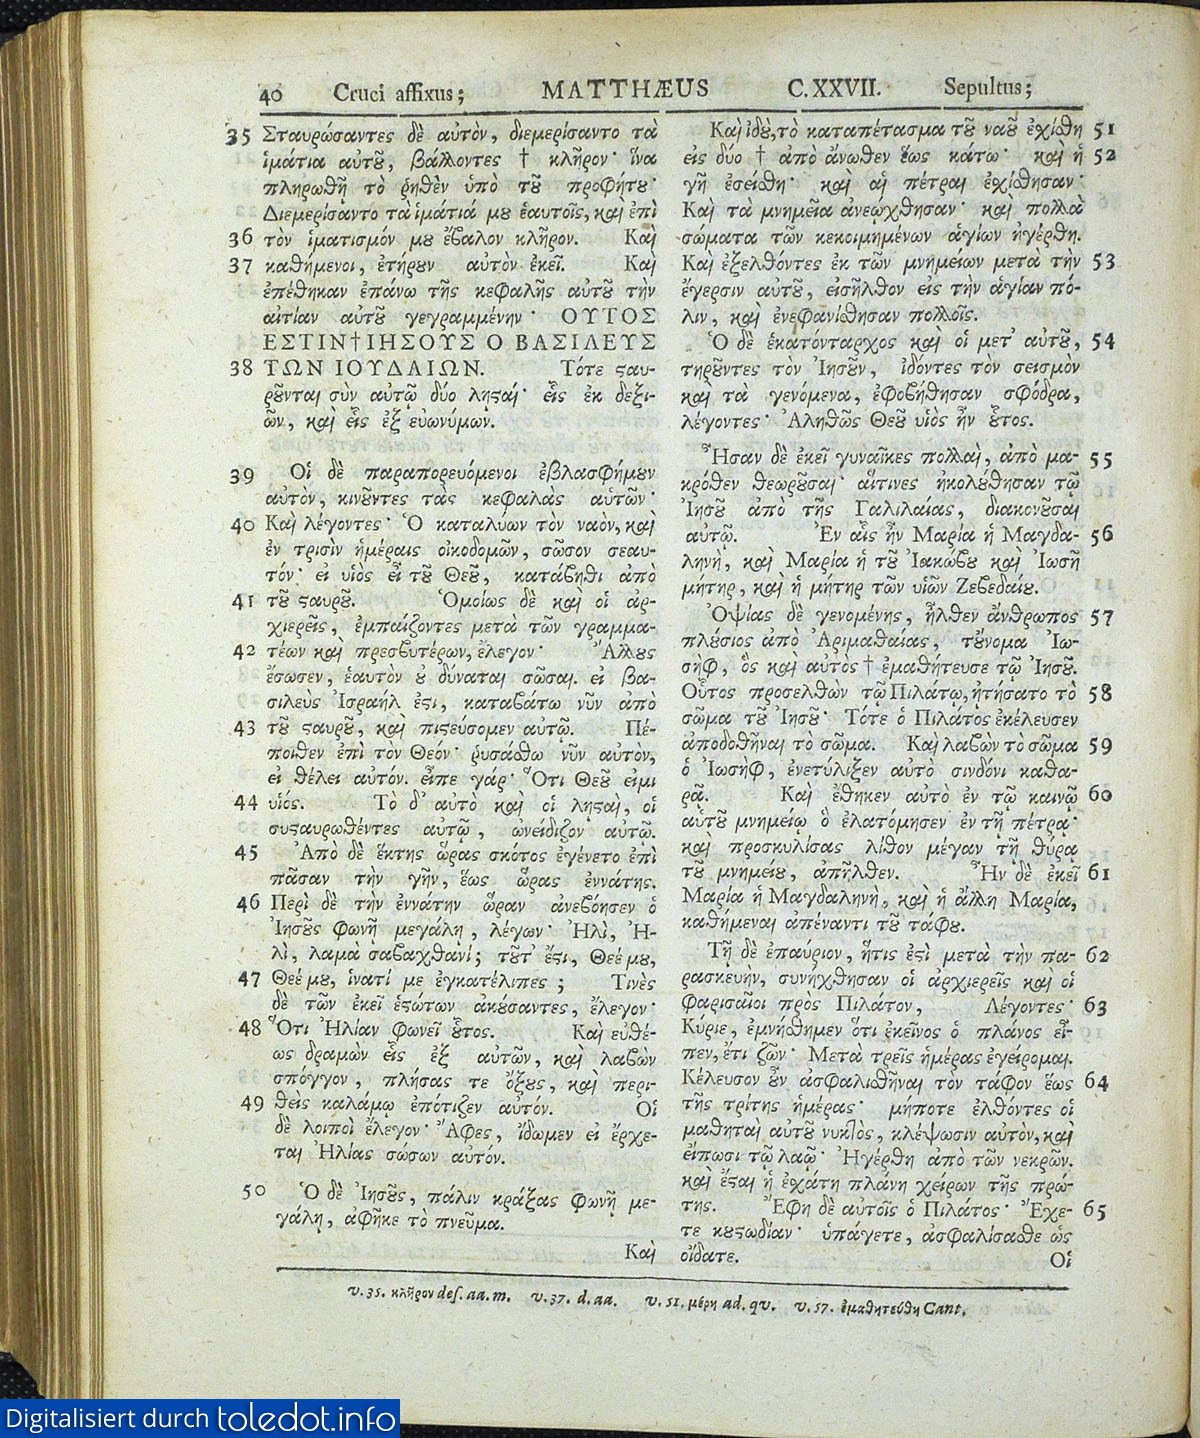 40 Cruci affixus; MATTHÆUS C. XXVII. Sepultus;
35 Σταυρώσαντες δὲ αὐτὸν, διεμερίσαντο τὰ
ἱμάτια αὐτοῦ, βάλλοντες † κλῆρον· ἵνα
πληρωθῇ τὸ ῥηθὲν ὑπὸ τοῦ προφήτου·
Διεμερίσαντο τὰ ἱμάτιά μου ἑαυτοῖς, καὶ ἐπὶ
36 τὸν ἱματισμόν μου ἔβαλον κλῆρον. Καὶ
37 καθήμενοι, ἐτήρουν αὐτὸν ἐκεῖ. Καὶ
ἐπέθηκαν ἐπάνω τῆς κεφαλῆς αὐτοῦ τὴν
αἰτίαν αὐτοῦ γεγραμμένην· ΟΥΤΟΣ
ΕΣΤΙΝ † ΙΗΣΟΥΣ Ο ΒΑΣΙΛΕΥΣ
38 ΤΩΝ ΙΟΥΔΑΙΩΝ. Τότε σταυ-
ροῦνται σὺν αὐτῷ δύο λῃσταί· εἷς ἐκ δεξι-
ῶν, καὶ εἷς ἐξ εὐωνύμων.
39 Οἱ δὲ παραπορευόμενοι ἐβλασφήμουν
αὐτὸν, κινοῦντες τὰς κεφαλὰς αὑτῶν·
40 Καὶ λέγοντες· Ὁ καταλύων τὸν ναὸν, καὶ
ἐν τρισὶν ἡμέραις οἰκοδομῶν, σῶσον σεαυ-
τόν· εἰ υἱὸς εἶ τοῦ Θεοῦ, κατάβηθι ἀπὸ
41 τοῦ σταυροῦ. Ὁμοίως δὲ καὶ οἱ ἀρ-
χιερεῖς, ἐμπαίζοντες μετὰ τῶν γραμμα-
42 τέων καὶ πρεσβυτέρων, ἔλεγον· Ἄλλους
ἔσωσεν, ἑαυτὸν οὐ δύναται σῶσαι. εἰ βα-
σιλεὺς Ἰσραήλ ἐστι, καταβάτω νῦν ἀπὸ
43 τοῦ σταυροῦ, καὶ πιστεύσομεν αὐτῷ. Πέ-
ποιθεν ἐπὶ τὸν Θεόν· ῥυσάσθω νῦν αὐτὸν,
εἰ θέλει αὐτόν. εἶπε γάρ· Ὅτι Θεοῦ εἰμι
44 υἱός. Τὸ δ' αὐτὸ καὶ οἱ λῃσταὶ, οἱ
συσταυρωθέντες αὐτῷ, ὠνείδιζον αὐτῷ.
45 Ἀπὸ δὲ ἕκτης ὥρας σκότος ἐγένετο ἐπὶ
πᾶσαν τὴν γῆν, ἕως ὥρας ἐννάτης.
46 Περὶ δὲ τὴν ἐννάτην ὥραν ἀνεβόησεν ὁ
Ἰησοῦς φωνῇ μεγάλῃ, λέγων· Ἠλὶ, Ἠ-
λὶ, λαμὰ σαβαχθανί; τοῦτ' ἔστι, Θεέ μου,
47 Θεέ μου, ἱνατί με ἐγκατέλιπες; Τινὲς
δὲ τῶν ἐκεῖ ἑστώτων ἀκούσαντες, ἔλεγον·
48 Ὅτι Ἠλίαν φωνεῖ οὗτος. Καὶ εὐθέ-
ως δραμὼν εἷς ἐξ αὐτῶν, καὶ λαβὼν
σπόγγον, πλήσας τε ὄξους, καὶ περι-
49 θεὶς καλάμῳ ἐπότιζεν αὐτόν. Οἱ
δὲ λοιποὶ ἔλεγον· Ἄφες, ἴδωμεν εἰ ἔρχε-
ται Ἠλίας σώσων αὐτόν.
50 Ὁ δὲ Ἰησοῦς, πάλιν κράξας φωνῇ με-
γάλῃ, ἀφῆκε τὸ πνεῦμα.
Καὶ
Καὶ ἰδοὺ, τὸ καταπέτασμα τοῦ ναοῦ ἐσχίσθη 51
εἰς δύο † ἀπὸ ἄνωθεν ἕως κάτω· καὶ ἡ 52
γῆ ἐσείσθη· καὶ αἱ πέτραι ἐσχίσθησαν·
Καὶ τὰ μνημεῖα ἀνεῴχθησαν· καὶ πολλὰ
σώματα τῶν κεκοιμημένων ἁγίων ἠγέρθη.
Καὶ ἐξελθόντες ἐκ τῶν μνημείων μετὰ τὴν 53
ἔγερσιν αὐτοῦ, εἰσῆλθον εἰς τὴν ἁγίαν πό-
λιν, καὶ ἐνεφανίσθησαν πολλοῖς.
Ὁ δὲ ἑκατόνταρχος καὶ οἱ μετ' αὐτοῦ, 54
τηροῦντες τὸν Ἰησοῦν, ἰδόντες τὸν σεισμὸν
καὶ τὰ γενόμενα, ἐφοβήθησαν σφόδρα,
λέγοντες· Ἀληθῶς Θεοῦ υἱὸς ἦν οὗτος.
Ἦσαν δὲ ἐκεῖ γυναῖκες πολλαὶ, ἀπὸ μα- 55
κρόθεν θεωροῦσαι· αἵτινες ἠκολούθησαν τῷ
Ἰησοῦ ἀπὸ τῆς Γαλιλαίας, διακονοῦσαι
αὐτῷ. Ἐν αἷς ἦν Μαρία ἡ Μαγδα- 56
ληνὴ, καὶ Μαρία ἡ τοῦ Ἰακώβου καὶ Ἰωσῆ
μήτηρ, καὶ ἡ μήτηρ τῶν υἱῶν Ζεβεδαίου.
Ὀψίας δὲ γενομένης, ἦλθεν ἄνθρωπος 57
πλούσιος ἀπὸ Ἀριμαθαίας, τοὔνομα Ἰω-
σὴφ, ὃς καὶ αὐτὸς † ἐμαθήτευσε τῷ Ἰησοῦ.
Οὗτος προσελθὼν τῷ Πιλάτῳ, ᾐτήσατο τὸ 58
σῶμα τοῦ Ἰησοῦ· Τότε ὁ Πιλάτος ἐκέλευσεν
ἀποδοθῆναι τὸ σῶμα. Καὶ λαβὼν τὸ σῶμα 59
ὁ Ἰωσὴφ, ἐνετύλιξεν αὐτὸ σινδόνι καθα-
ρᾷ. Καὶ ἔθηκεν αὐτὸ ἐν τῷ καινῷ 60
αὑτοῦ μνημείῳ ὃ ἐλατόμησεν ἐν τῇ πέτρᾳ·
καὶ προσκυλίσας λίθον μέγαν τῇ θύρᾳ
τοῦ μνημείου, ἀπῆλθεν. Ἦν δὲ ἐκεῖ 61
Μαρία ἡ Μαγδαληνὴ, καὶ ἡ ἄλλη Μαρία,
καθήμεναι ἀπέναντι τοῦ τάφου.
Τῇ δὲ ἐπαύριον, ἥτις ἐστὶ μετὰ τὴν πα- 62
ρασκευὴν, συνήχθησαν οἱ ἀρχιερεῖς καὶ οἱ
Φαρισαῖοι πρὸς Πιλάτον, Λέγοντες· 63
Κύριε, ἐμνήσθημεν ὅτι ἐκεῖνος ὁ πλάνος εἶ-
πεν, ἔτι ζῶν· Μετὰ τρεῖς ἡμέρας ἐγείρομαι.
Κέλευσον οὖν ἀσφαλισθῆναι τὸν τάφον ἕως 64
τῆς τρίτης ἡμέρας· μήποτε ἐλθόντες οἱ
μαθηταὶ αὐτοῦ νυκτὸς, κλέψωσιν αὐτὸν, καὶ
εἴπωσι τῷ λαῷ· Ἠγέρθη ἀπὸ τῶν νεκρῶν.
καὶ ἔσται ἡ ἐσχάτη πλάνη χείρων τῆς πρώ-
της. Ἔφη δὲ αὐτοῖς ὁ Πιλάτος· Ἔχε- 65
τε κουστωδίαν· ὑπάγετε, ἀσφαλίσασθε ὡς
οἴδατε. Οἱ
v. 35. κλῆρον des. aa. m. v. 37. d. aa. v. 51. μέρη ad. qu. v. 57. ἐμαθητεύθη Cant.
Digitalisiert durch toledot.info